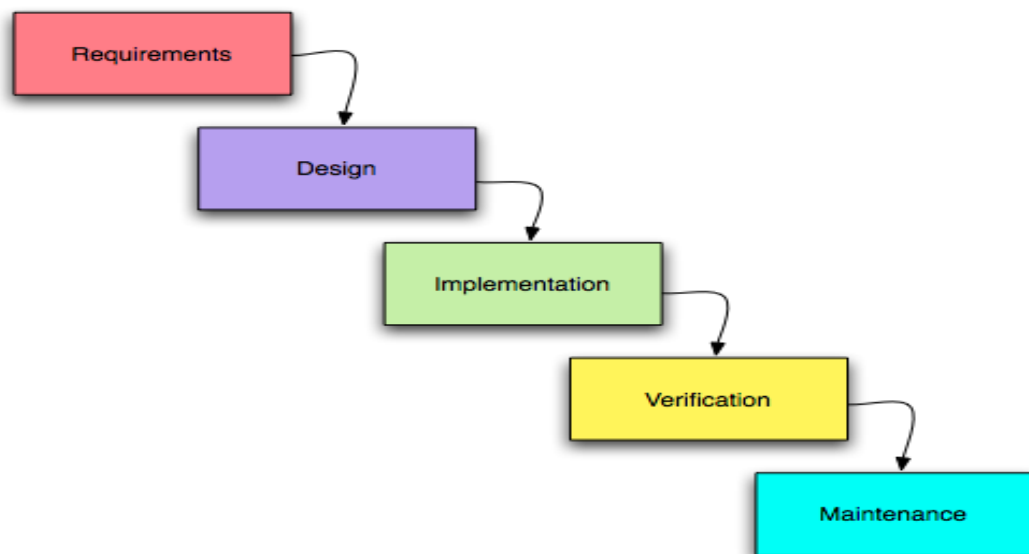 Requirements
Design
Implementation
Verification
Maintenance